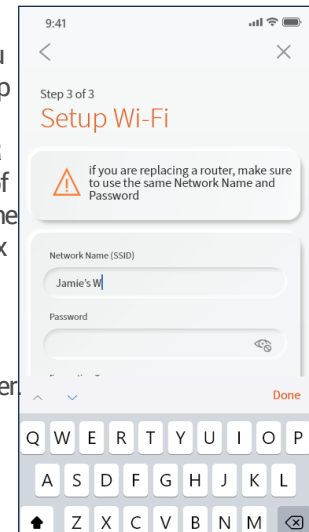 9:41
Step 3 of 3
Setup Wi-Fi
if you are replacing a router, make sure
to use the same Network Name and
Password
Network Name (SSID)
Jamie's W
Password
Done
Q W E R T Y U I O P
A S D F G H J K L
Z X C V B N M